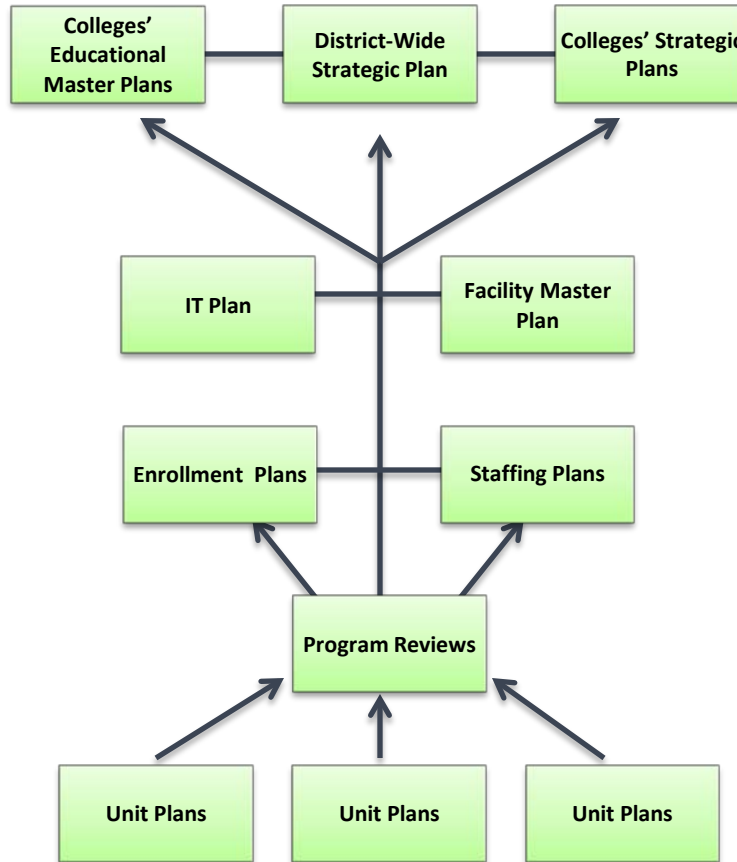 Colleges’
Educational
Master Plans
District-Wide
Strategic Plan
Colleges’ Strategic
Plans
IT Plan
Facility Master
Plan
Enrollment Plans
Staffing Plans
Program Reviews
Unit Plans
Unit Plans
Unit Plans